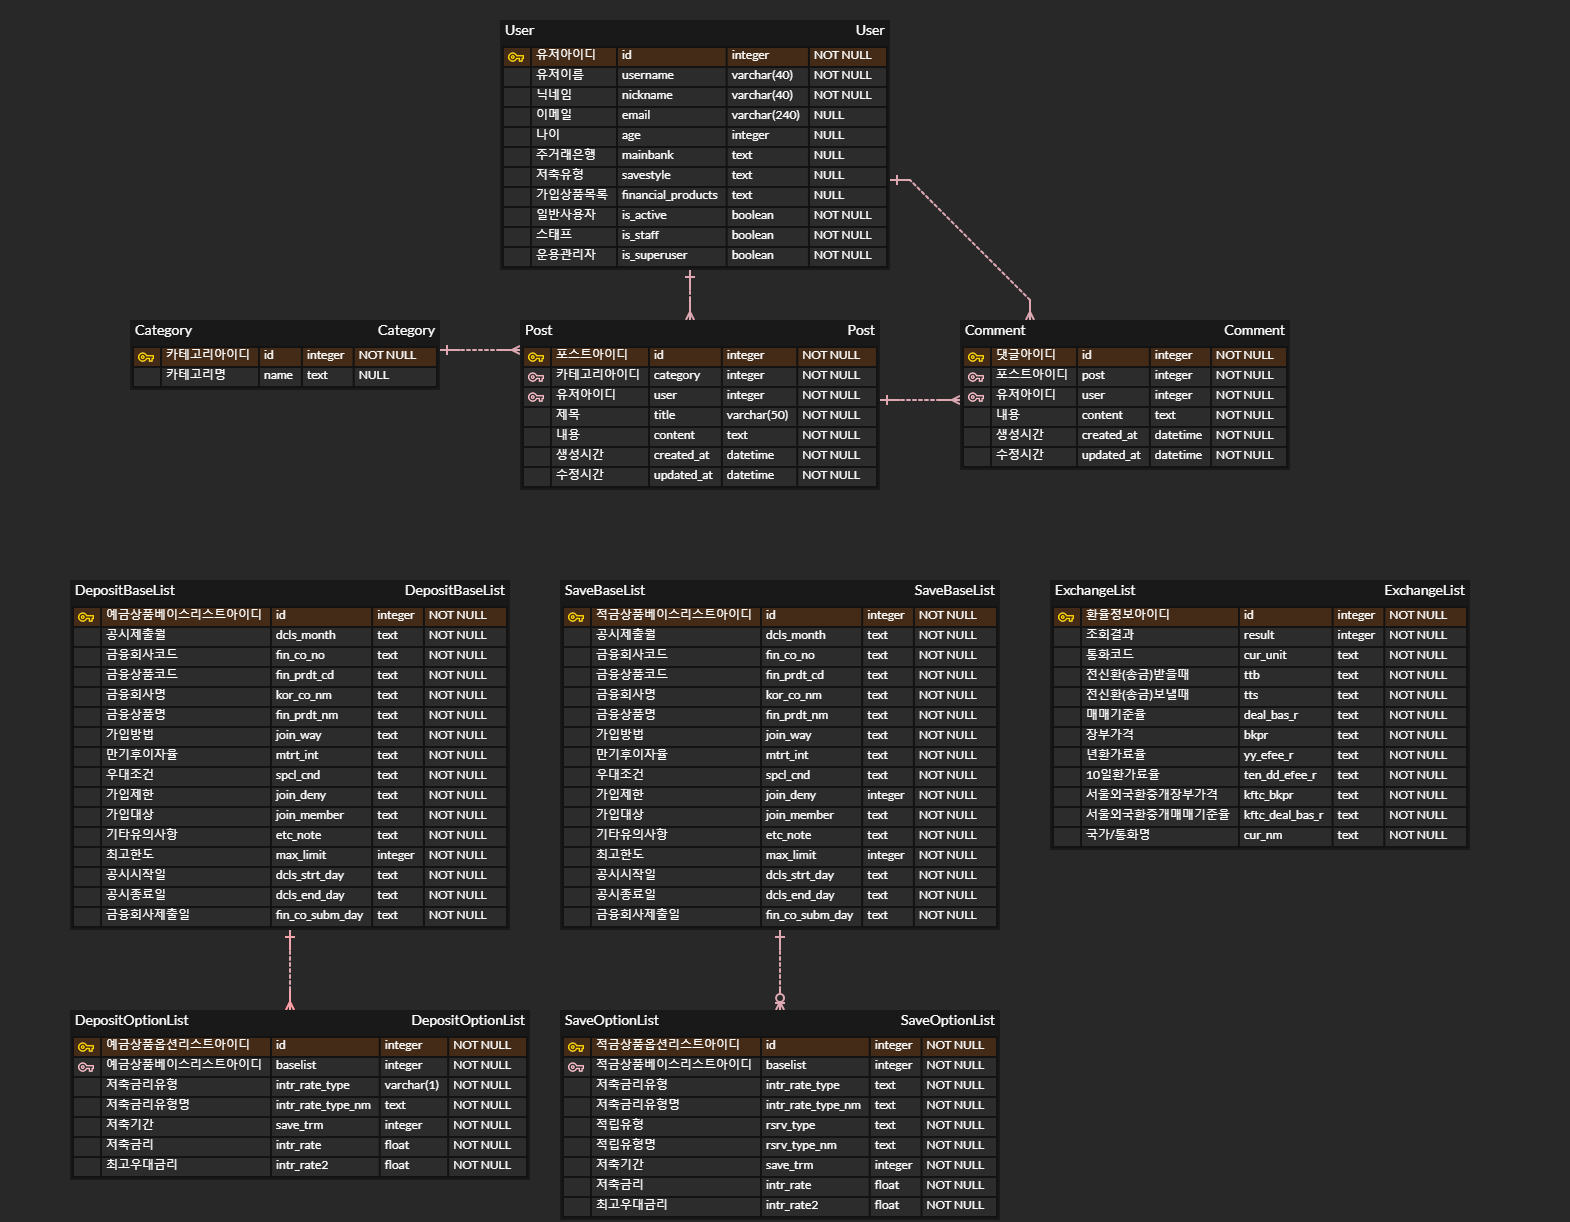 User User
유저아이디 id integer NOT NULL
유저이름 username varchar(40) NOT NULL
닉네임 nickname varchar(40) NOT NULL
이메일 email varchar(240) NULL
나이 age integer NULL
주거래은행 mainbank text NULL
저축유형 savestyle text NULL
가입상품목록 financial_products text NULL
일반사용자 is_active boolean NOT NULL
스태프 is_staff boolean NOT NULL
운용관리자 is_superuser boolean NOT NULL
Category Category
카테고리아이디 id integer NOT NULL
카테고리명 name text NULL
Post Post
포스트아이디 id integer NOT NULL
카테고리아이디 category integer NOT NULL
유저아이디 user integer NOT NULL
제목 title varchar(50) NOT NULL
내용 content text NOT NULL
생성시간 created_at datetime NOT NULL
수정시간 updated_at datetime NOT NULL
Comment Comment
댓글아이디 id integer NOT NULL
포스트아이디 post integer NOT NULL
유저아이디 user integer NOT NULL
내용 content text NOT NULL
생성시간 created_at datetime NOT NULL
수정시간 updated_at datetime NOT NULL
DepositBaseList DepositBaseList
예금상품베이스리스트아이디 id integer NOT NULL
공시제출월 dcls_month text NOT NULL
금융회사코드 fin_co_no text NOT NULL
금융상품코드 fin_prdt_cd text NOT NULL
금융회사명 kor_co_nm text NOT NULL
금융상품명 fin_prdt_nm text NOT NULL
가입방법 join_way text NOT NULL
만기후이자율 mtrt_int text NOT NULL
우대조건 spcl_cnd text NOT NULL
가입제한 join_deny text NOT NULL
가입대상 join_member text NOT NULL
기타유의사항 etc_note text NOT NULL
최고한도 max_limit integer NOT NULL
공시시작일 dcls_strt_day text NOT NULL
공시종료일 dcls_end_day text NOT NULL
금융회사제출일 fin_co_subm_day text NOT NULL
SaveBaseList SaveBaseList
적금상품베이스리스트아이디 id integer NOT NULL
공시제출월 dcls_month text NOT NULL
금융회사코드 fin_co_no text NOT NULL
금융상품코드 fin_prdt_cd text NOT NULL
금융회사명 kor_co_nm text NOT NULL
금융상품명 fin_prdt_nm text NOT NULL
가입방법 join_way text NOT NULL
만기후이자율 mtrt_int text NOT NULL
우대조건 spcl_cnd text NOT NULL
가입제한 join_deny integer NOT NULL
가입대상 join_member text NOT NULL
기타유의사항 etc_note text NOT NULL
최고한도 max_limit integer NOT NULL
공시시작일 dcls_strt_day text NOT NULL
공시종료일 dcls_end_day text NOT NULL
금융회사제출일 fin_co_subm_day text NOT NULL
ExchangeList ExchangeList
환율정보아이디 id integer NOT NULL
조회결과 result integer NOT NULL
통화코드 cur_unit text NOT NULL
전신환(송금)받을때 ttb text NOT NULL
전신환(송금)보낼때 tts text NOT NULL
매매기준율 deal_bas_r text NOT NULL
장부가격 bkpr text NOT NULL
년환가료율 yy_efee_r text NOT NULL
10일환가료율 ten_dd_efee_r text NOT NULL
서울외국환중개장부가격 kftc_bkpr text NOT NULL
서울외국환중개매매기준율 kftc_deal_bas_r text NOT NULL
국가/통화명 cur_nm text NOT NULL
DepositOptionList DepositOptionList
예금상품옵션리스트아이디 id integer NOT NULL
예금상품베이스리스트아이디 baselist integer NOT NULL
저축금리유형 intr_rate_type varchar(1) NOT NULL
저축금리유형명 intr_rate_type_nm text NOT NULL
저축기간 save_trm integer NOT NULL
저축금리 intr_rate float NOT NULL
최고우대금리 intr_rate2 float NOT NULL
SaveOptionList SaveOptionList
적금상품옵션리스트아이디 id integer NOT NULL
적금상품베이스리스트아이디 baselist integer NOT NULL
저축금리유형 intr_rate_type text NOT NULL
저축금리유형명 intr_rate_type_nm text NOT NULL
적립유형 rsrv_type text NOT NULL
적립유형명 rsrv_type_nm text NOT NULL
저축기간 save_trm integer NOT NULL
저축금리 intr_rate float NOT NULL
최고우대금리 intr_rate2 float NOT NULL